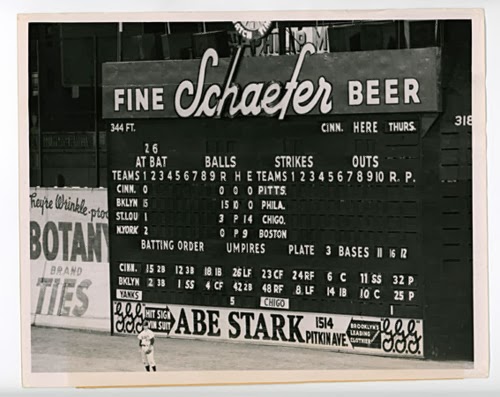 FINE Schaefer BEER
344 FT. CINN. HERE THURS. 318
26
AT BAT BALLS STRIKES OUTS
TEAMS 1 2 3 4 5 6 7 8 9 R H E TEAMS 1 2 3 4 5 6 7 8 9 10 R. P.
CINN. 0 0 0 0 PITTS.
BKLYN 15 15 10 0 PHILA.
ST.LOU 1 3 P 14 CHIGO.
N.YORK 2 0 P 9 BOSTON
BATTING ORDER UMPIRES PLATE 3 BASES 11 16 12
CINN. 15 2B 12 3B 18 1B 26 LF 23 CF 24 RF 6 C 11 SS 32 P
BKLYN 2 3B 1 SS 4 CF 42 2B 48 RF 8 LF 14 1B 10 C 25 P
YANKS 5 CHIGO 1
They're Wrinkle-proo
BOTANY
BRAND
TIES
HIT SIGN
WIN SUIT
ABE STARK
1514
PITKIN AVE.
BROOKLYN'S
LEADING
CLOTHIER